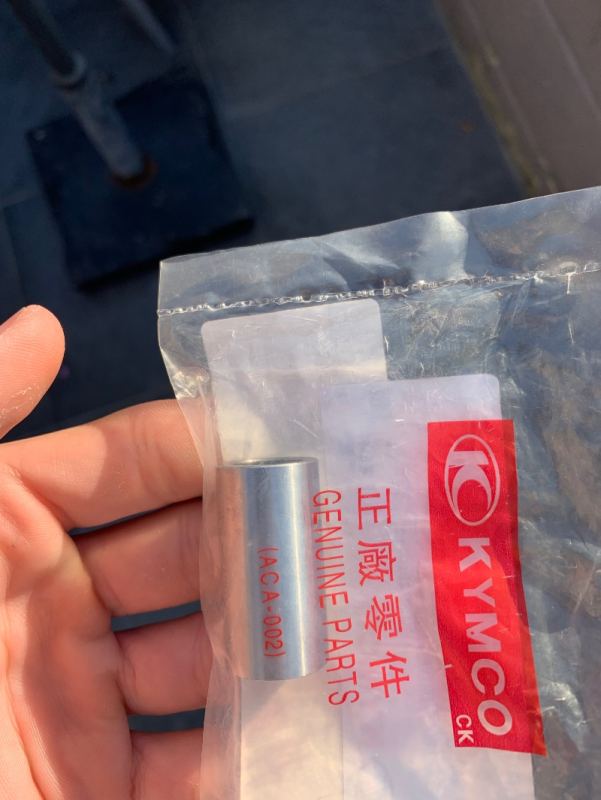 KYMCO
CK
正廠零件
GENUINE PARTS
(ACA-002)